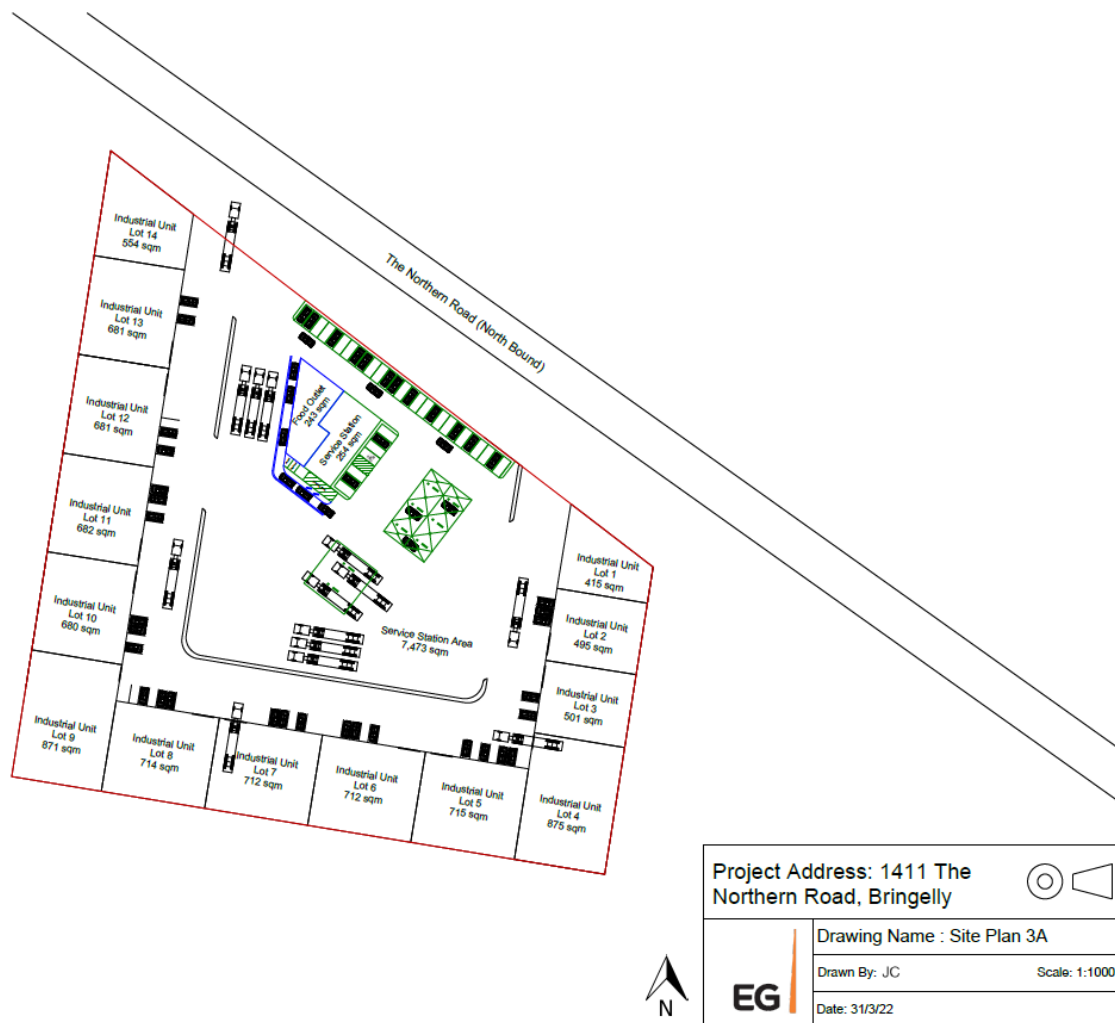 Industrial Unit
Lot 14
554 sqm
Industrial Unit
Lot 13
681 sqm
Industrial Unit
Lot 12
681 sqm
Industrial Unit
Lot 11
682 sqm
Industrial Unit
Lot 10
680 sqm
Industrial Unit
Lot 9
871 sqm
Industrial Unit
Lot 8
714 sqm
Industrial Unit
Lot 7
712 sqm
Industrial Unit
Lot 6
712 sqm
Industrial Unit
Lot 5
715 sqm
Industrial Unit
Lot 4
875 sqm
Industrial Unit
Lot 3
501 sqm
Industrial Unit
Lot 2
495 sqm
Industrial Unit
Lot 1
415 sqm
The Northern Road (North Bound)
Food Outlet
243 sqm
Service Station
254 sqm
Service Station Area
7,473 sqm
N
Project Address: 1411 The
Northern Road, Bringelly
EG
Drawing Name : Site Plan 3A
Drawn By: JC
Scale: 1:1000
Date: 31/3/22